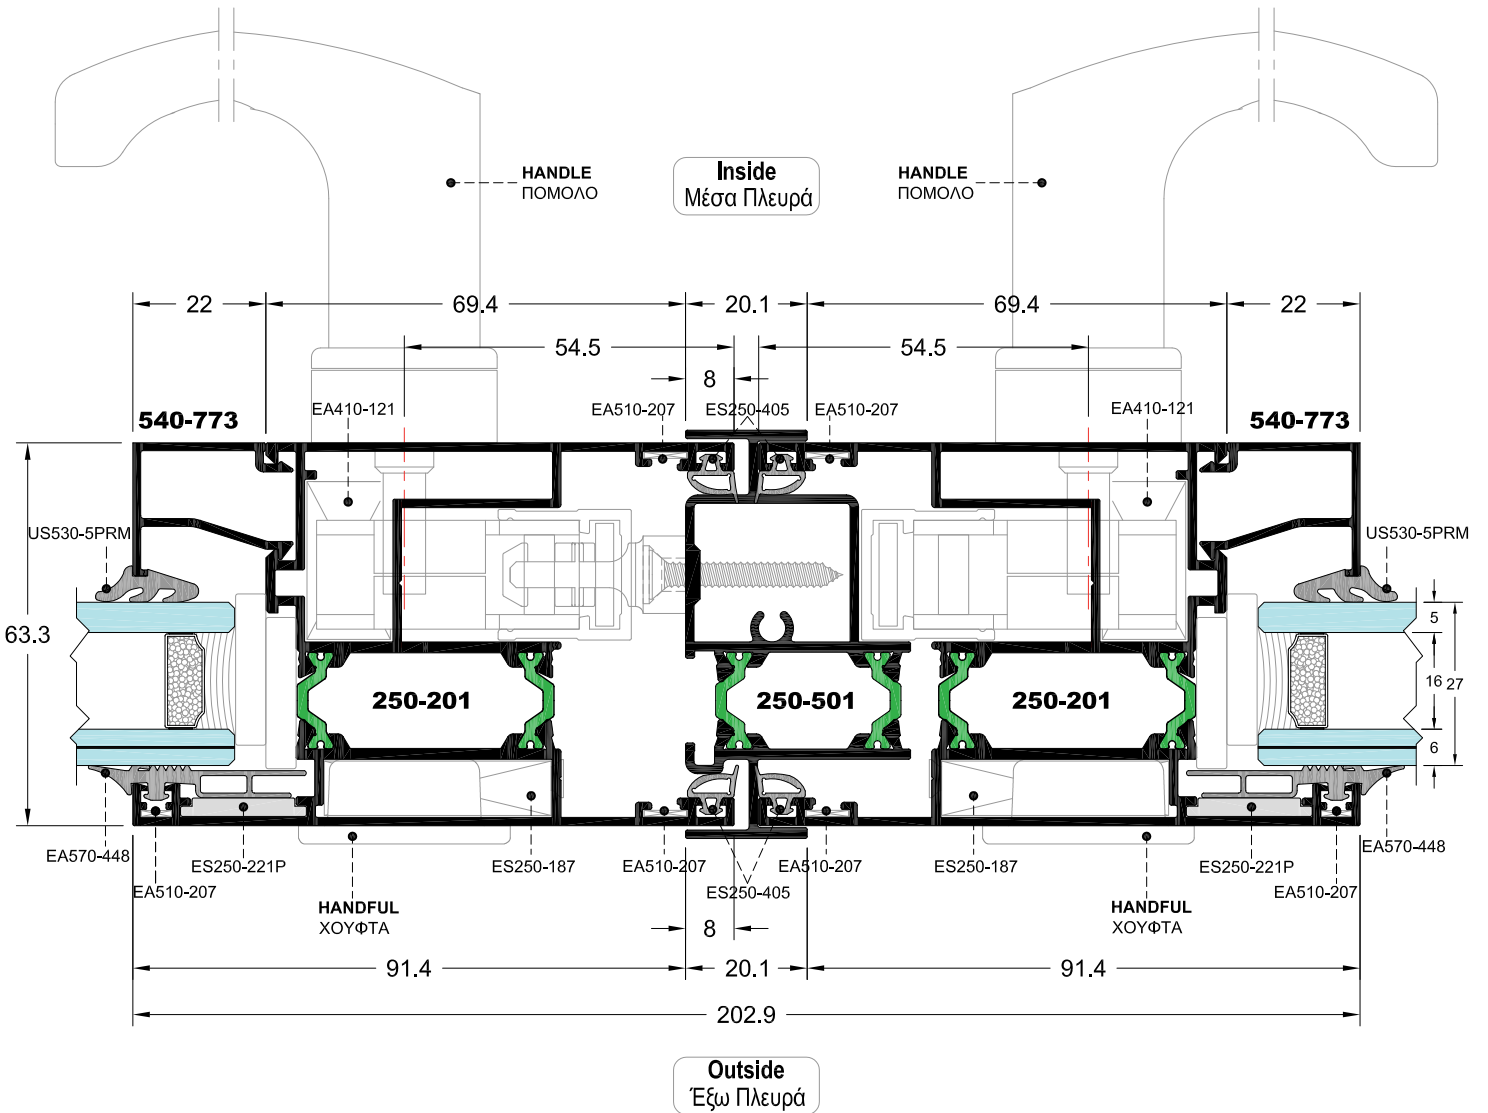 HANDLE
ΠΟΜΟΛΟ
Inside
Μέσα Πλευρά
HANDLE
ΠΟΜΟΛΟ
22
69.4
20.1
69.4
22
54.5
54.5
8
540-773
EA410-121
EA510-207
ES250-405
EA510-207
EA410-121
540-773
US530-5PRM
US530-5PRM
63.3
5
16
27
6
250-201
250-501
250-201
EA570-448
EA510-207
ES250-221P
ES250-187
EA510-207
ES250-405
EA510-207
ES250-187
ES250-221P
EA510-207
EA570-448
HANDFUL
ΧΟΥΦΤΑ
HANDFUL
ΧΟΥΦΤΑ
8
91.4
20.1
91.4
202.9
Outside
Έξω Πλευρά